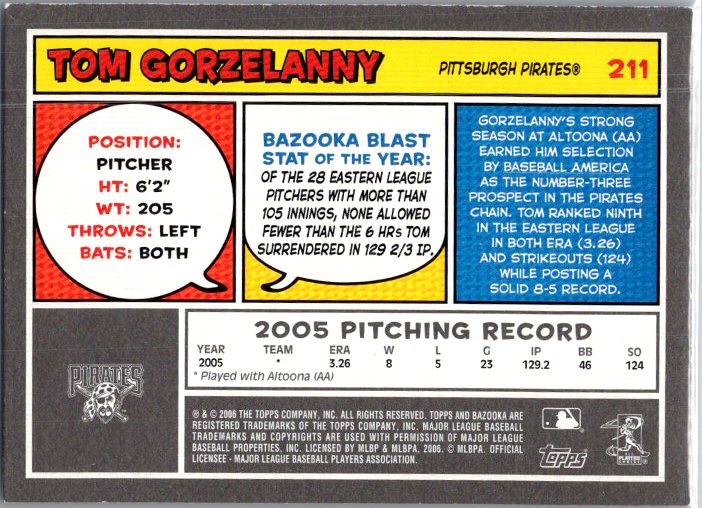 TOM GORZELANNY
PITTSBURGH PIRATES®
211
POSITION:
PITCHER
HT: 6'2"
WT: 205
THROWS: LEFT
BATS: BOTH
BAZOOKA BLAST
STAT OF THE YEAR:
OF THE 28 EASTERN LEAGUE
PITCHERS WITH MORE THAN
105 INNINGS, NONE ALLOWED
FEWER THAN THE 6 HRs TOM
SURRENDERED IN 129 2/3 IP.
GORZELANNY'S STRONG
SEASON AT ALTOONA (AA)
EARNED HIM SELECTION
BY BASEBALL AMERICA
AS THE NUMBER-THREE
PROSPECT IN THE PIRATES
CHAIN. TOM RANKED NINTH
IN THE EASTERN LEAGUE
IN BOTH ERA (3.26)
AND STRIKEOUTS (124)
WHILE POSTING A
SOLID 8-5 RECORD.
2005 PITCHING RECORD
YEAR TEAM ERA W L G IP BB SO
2005 * 3.26 8 5 23 129.2 46 124
* Played with Altoona (AA)
PIRATES
® & © 2006 THE TOPPS COMPANY, INC. ALL RIGHTS RESERVED. TOPPS AND BAZOOKA ARE
REGISTERED TRADEMARKS OF THE TOPPS COMPANY, INC. MAJOR LEAGUE BASEBALL
TRADEMARKS AND COPYRIGHTS ARE USED WITH PERMISSION OF MAJOR LEAGUE
BASEBALL PROPERTIES, INC. LICENSED BY MLBP & MLBPA, 2006. © MLBPA. OFFICIAL
LICENSEE - MAJOR LEAGUE BASEBALL PLAYERS ASSOCIATION.
TOPPS
PLAYERS
CHOICE